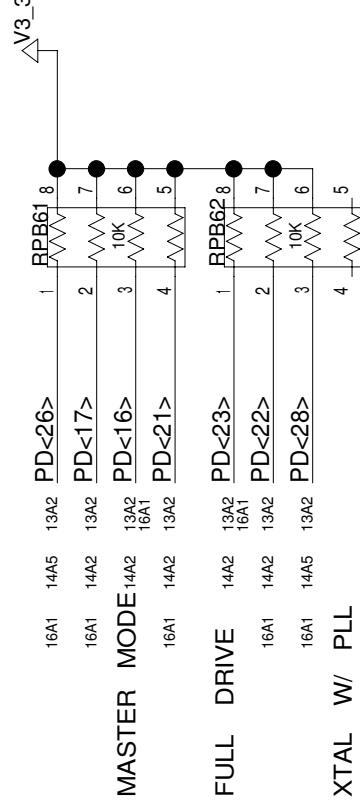 V3_3
RPB61
10K
16A1 14A5 13A2 PD<26> 1 8
16A1 14A2 13A2 PD<17> 2 7
MASTER MODE 14A2 13A2 16A1 PD<16> 3 6
16A1 14A2 13A2 PD<21> 4 5
RPB62
10K
FULL DRIVE 14A2 13A2 16A1 PD<23> 1 8
16A1 14A2 13A2 PD<22> 2 7
16A1 14A5 13A2 PD<28> 3 6
XTAL W/ PLL 4 5